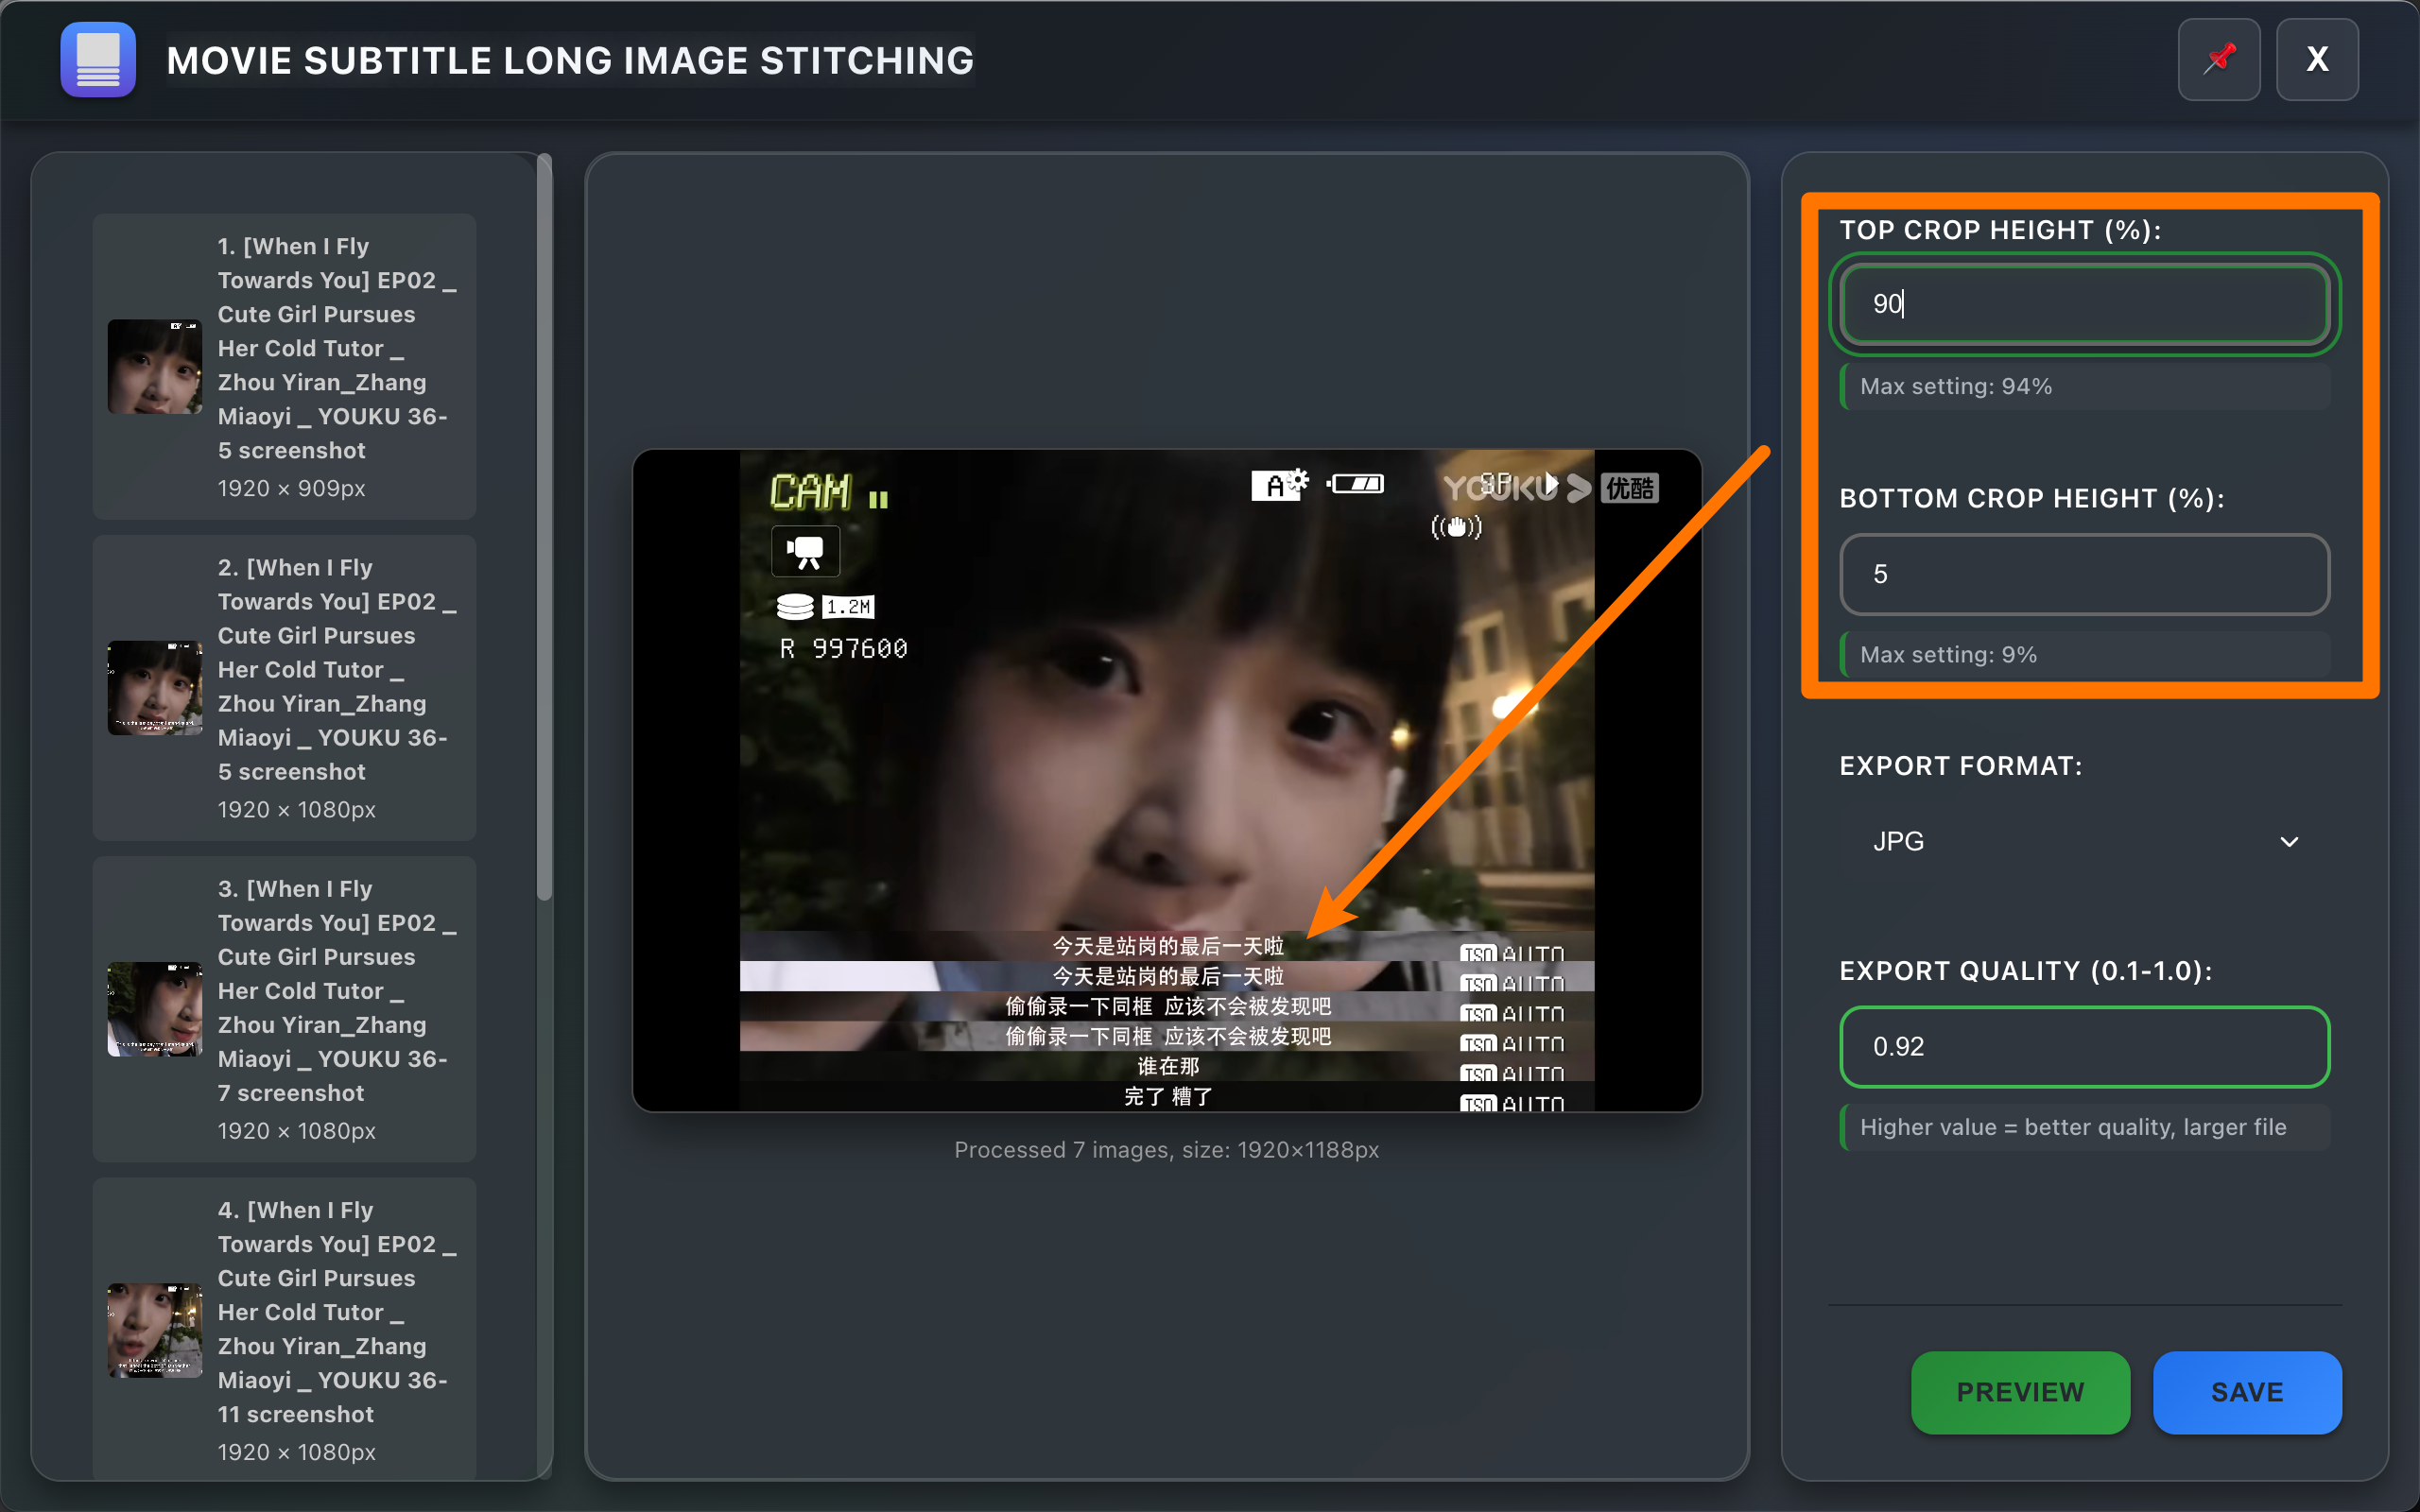 MOVIE SUBTITLE LONG IMAGE STITCHING
X
1. [When I Fly
Towards You] EP02 _
Cute Girl Pursues
Her Cold Tutor _
Zhou Yiran_Zhang
Miaoyi _ YOUKU 36-
5 screenshot
1920 × 909px
2. [When I Fly
Towards You] EP02 _
Cute Girl Pursues
Her Cold Tutor _
Zhou Yiran_Zhang
Miaoyi _ YOUKU 36-
5 screenshot
1920 × 1080px
3. [When I Fly
Towards You] EP02 _
Cute Girl Pursues
Her Cold Tutor _
Zhou Yiran_Zhang
Miaoyi _ YOUKU 36-
7 screenshot
1920 × 1080px
4. [When I Fly
Towards You] EP02 _
Cute Girl Pursues
Her Cold Tutor _
Zhou Yiran_Zhang
Miaoyi _ YOUKU 36-
11 screenshot
1920 × 1080px
CAM
A
SP
YOUKU 优酷
1.2M
R 997600
今天是站岗的最后一天啦 ISO AUTO
今天是站岗的最后一天啦 ISO AUTO
偷偷录一下同框 应该不会被发现吧 ISO AUTO
偷偷录一下同框 应该不会被发现吧 ISO AUTO
谁在那 ISO AUTO
完了 糟了 ISO AUTO
Processed 7 images, size: 1920×1188px
TOP CROP HEIGHT (%):
90
Max setting: 94%
BOTTOM CROP HEIGHT (%):
5
Max setting: 9%
EXPORT FORMAT:
JPG
EXPORT QUALITY (0.1-1.0):
0.92
Higher value = better quality, larger file
PREVIEW
SAVE